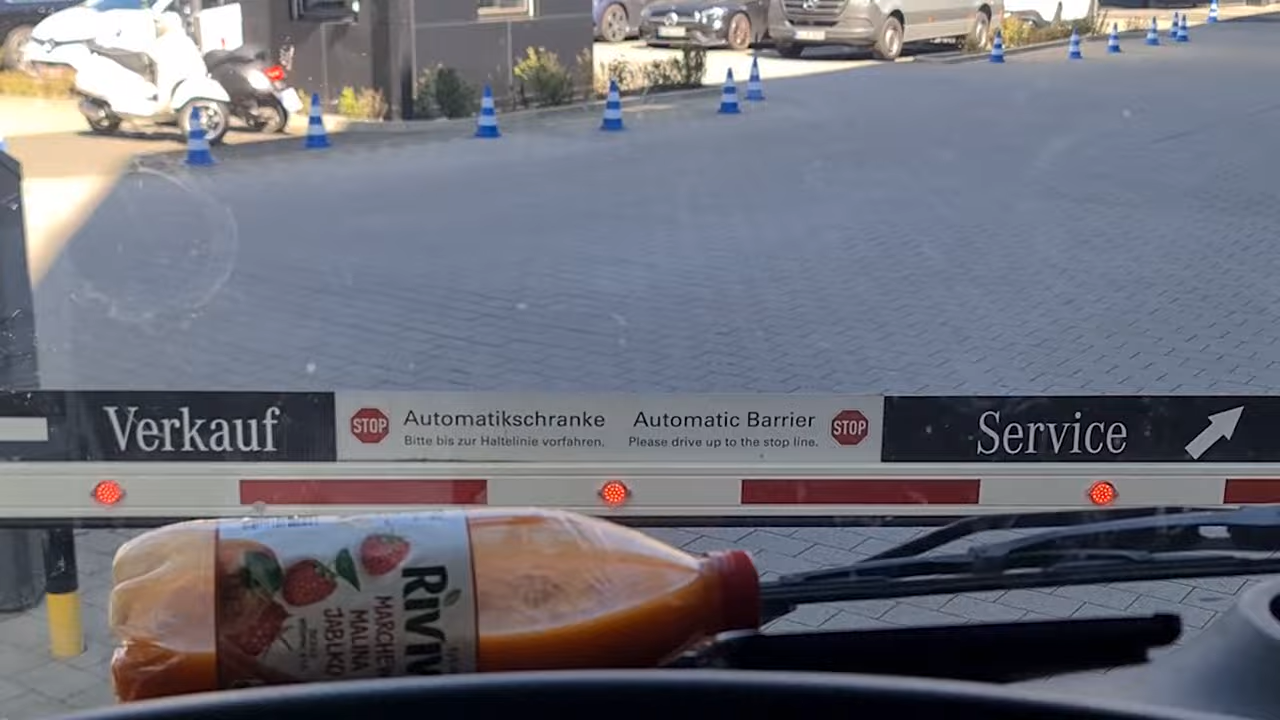 Verkauf
STOP
Automatikschranke
Bitte bis zur Haltelinie vorfahren.
Automatic Barrier
Please drive up to the stop line.
STOP
Service
RIVIV
MARCHEW
MALINA
JABŁKO